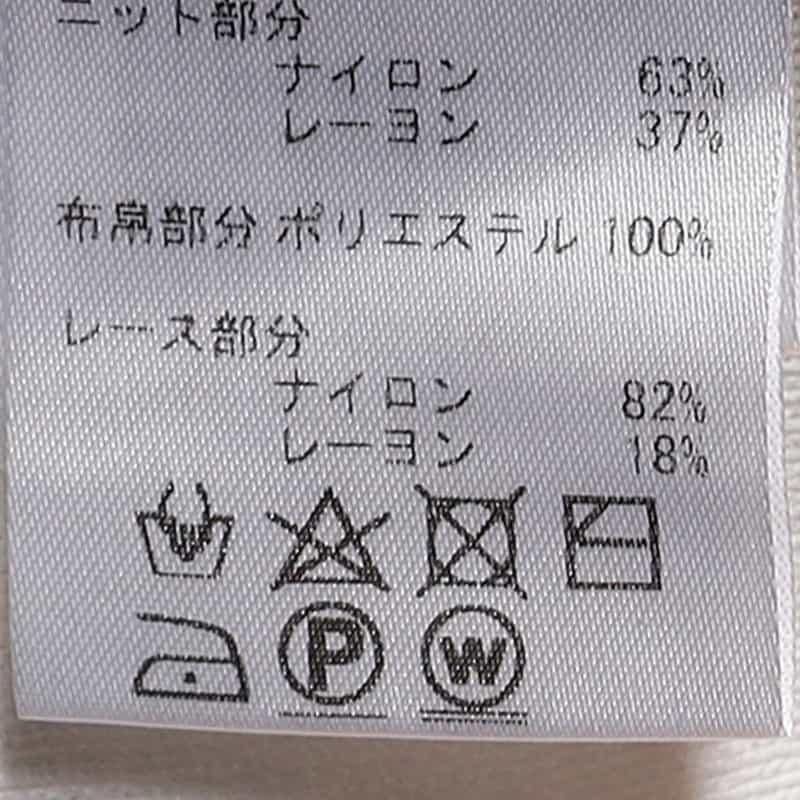 ニット部分
ナイロン 63%
レーヨン 37%
布帛部分 ポリエステル 100%
レース部分
ナイロン 82%
レーヨン 18%
P W